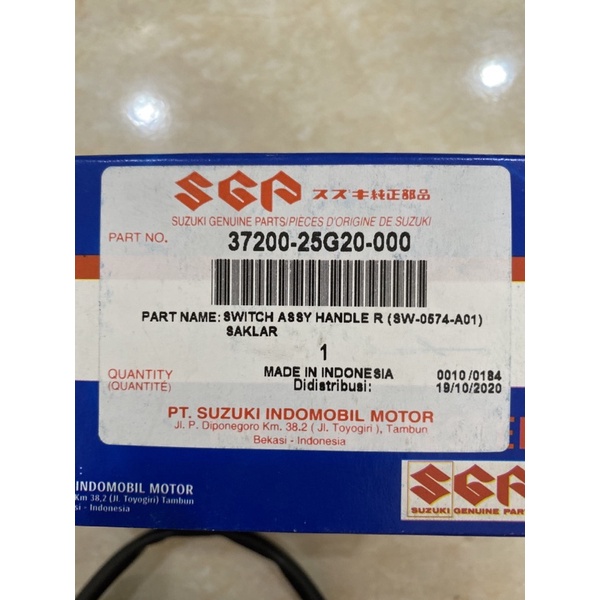 SGP スズキ純正部品
SUZUKI GENUINE PARTS/PIÈCES D'ORIGINE DE SUZUKI
PART NO. 37200-25G20-000
PART NAME: SWITCH ASSY HANDLE R (SW-0574-A01)
SAKLAR
1
QUANTITY MADE IN INDONESIA 0010/0184
(QUANTITÉ) Didistribusi: 19/10/2020
PT. SUZUKI INDOMOBIL MOTOR
Jl. P. Diponegoro Km. 38.2 ( Jl. Toyogiri ), Tambun
Bekasi - Indonesia
INDOMOBIL MOTOR
Km 38,2 (Jl. Toyogiri) Tambun
- Indonesia
SGP
SUZUKI GENUINE PAR